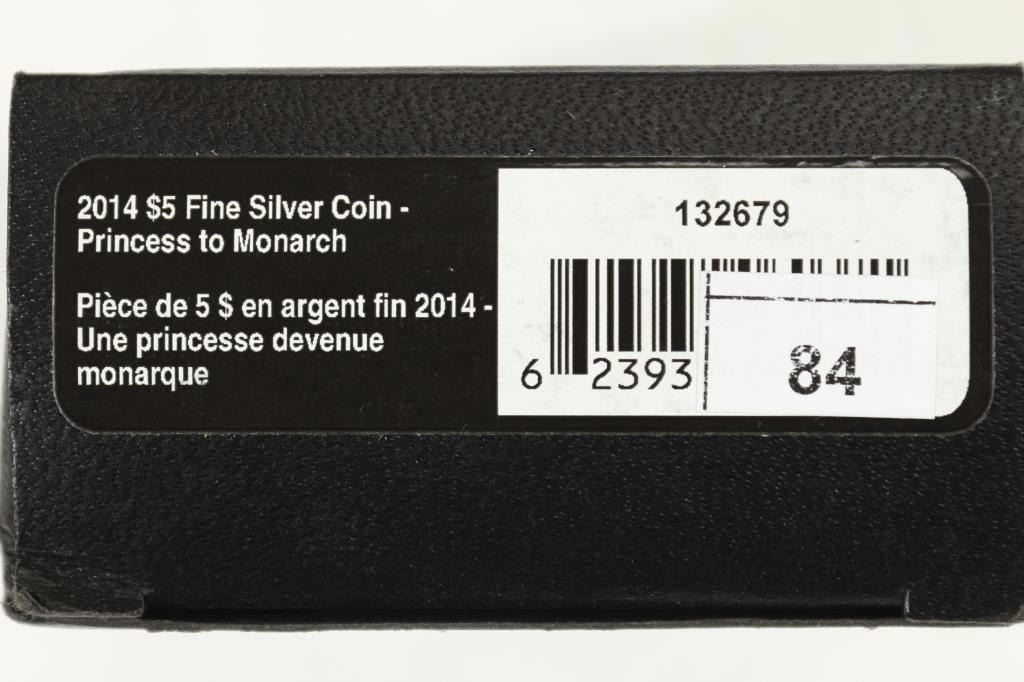 2014 $5 Fine Silver Coin -
Princess to Monarch
Pièce de 5 $ en argent fin 2014 -
Une princesse devenue
monarque
132679
6 2393
84